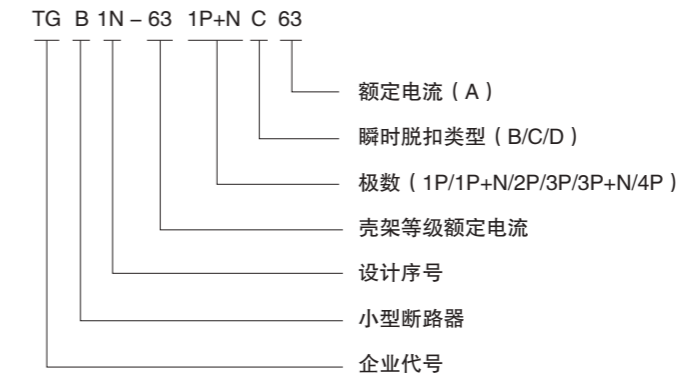 TG B 1N – 63 1P+N C 63
额定电流（A）
瞬时脱扣类型（B/C/D）
极数（1P/1P+N/2P/3P/3P+N/4P）
壳架等级额定电流
设计序号
小型断路器
企业代号